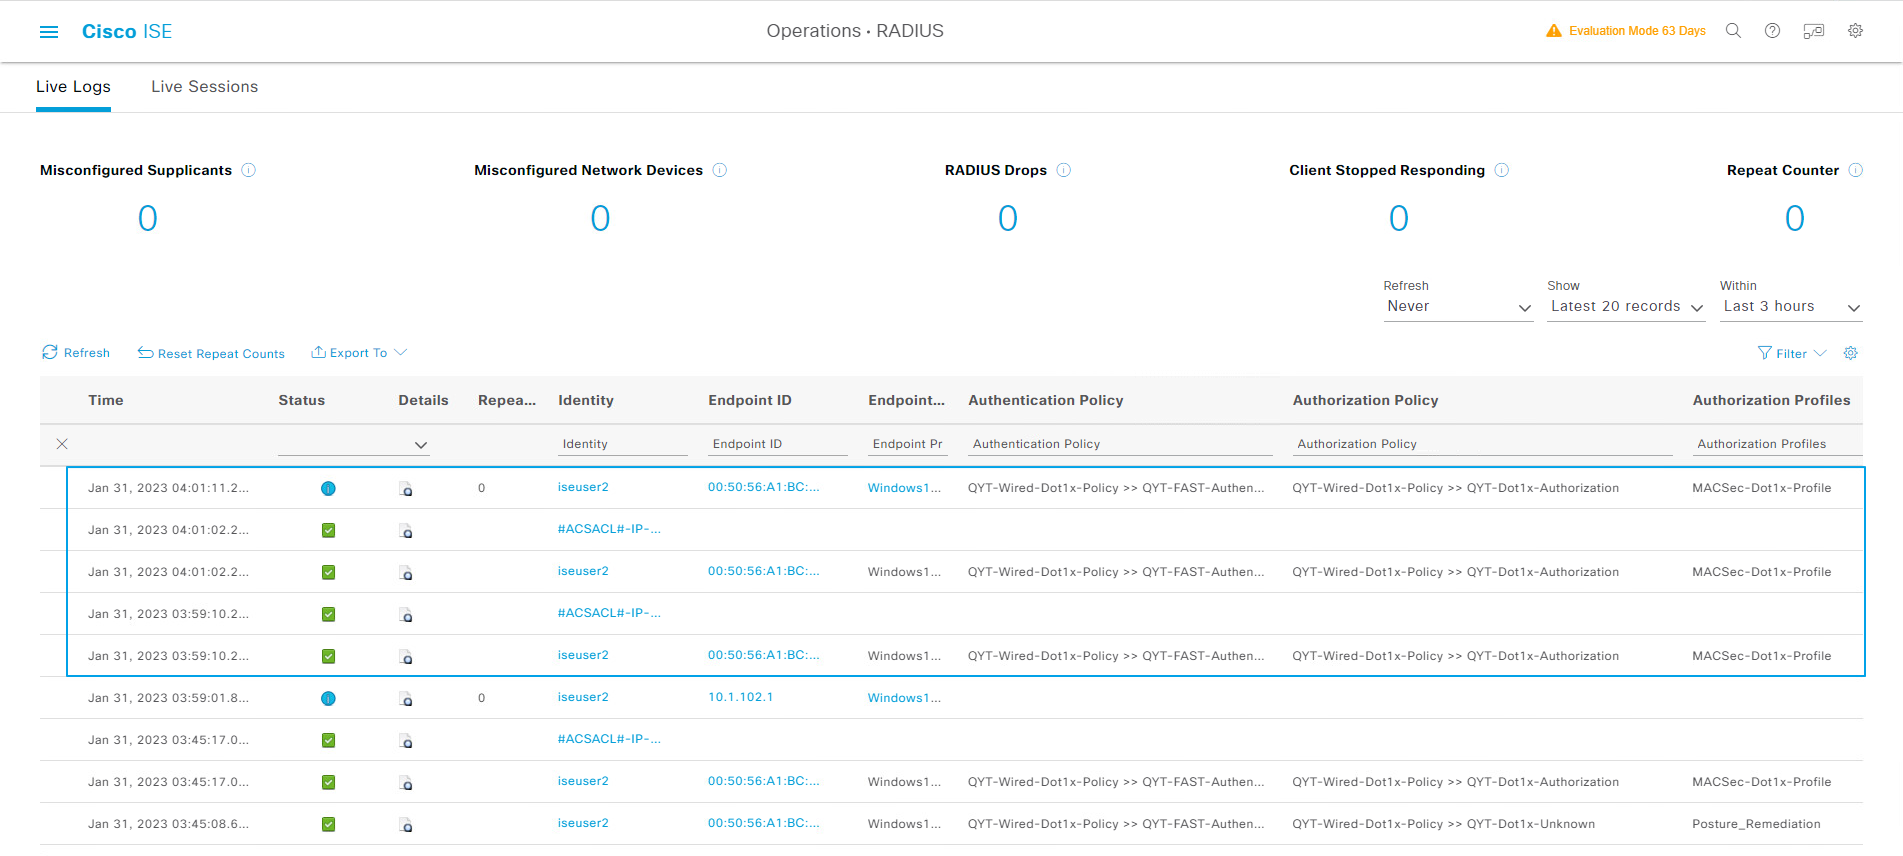 Cisco ISE
Operations · RADIUS
Evaluation Mode 63 Days
Live Logs Live Sessions
Misconfigured Supplicants Misconfigured Network Devices RADIUS Drops Client Stopped Responding Repeat Counter
0 0 0 0 0
Refresh Show Within
Never Latest 20 records Last 3 hours
Refresh Reset Repeat Counts Export To Filter
Time Status Details Repea... Identity Endpoint ID Endpoint... Authentication Policy Authorization Policy Authorization Profiles
Identity Endpoint ID Endpoint Pr Authentication Policy Authorization Policy Authorization Profiles
Jan 31, 2023 04:01:11.2... 0 iseuser2 00:50:56:A1:BC:... Windows1... QYT-Wired-Dot1x-Policy >> QYT-FAST-Authen... QYT-Wired-Dot1x-Policy >> QYT-Dot1x-Authorization MACSec-Dot1x-Profile
Jan 31, 2023 04:01:02.2... #ACSACL#-IP-...
Jan 31, 2023 04:01:02.2... iseuser2 00:50:56:A1:BC:... Windows1... QYT-Wired-Dot1x-Policy >> QYT-FAST-Authen... QYT-Wired-Dot1x-Policy >> QYT-Dot1x-Authorization MACSec-Dot1x-Profile
Jan 31, 2023 03:59:10.2... #ACSACL#-IP-...
Jan 31, 2023 03:59:10.2... iseuser2 00:50:56:A1:BC:... Windows1... QYT-Wired-Dot1x-Policy >> QYT-FAST-Authen... QYT-Wired-Dot1x-Policy >> QYT-Dot1x-Authorization MACSec-Dot1x-Profile
Jan 31, 2023 03:59:01.8... 0 iseuser2 10.1.102.1 Windows1...
Jan 31, 2023 03:45:17.0... #ACSACL#-IP-...
Jan 31, 2023 03:45:17.0... iseuser2 00:50:56:A1:BC:... Windows1... QYT-Wired-Dot1x-Policy >> QYT-FAST-Authen... QYT-Wired-Dot1x-Policy >> QYT-Dot1x-Authorization MACSec-Dot1x-Profile
Jan 31, 2023 03:45:08.6... iseuser2 00:50:56:A1:BC:... Windows1... QYT-Wired-Dot1x-Policy >> QYT-FAST-Authen... QYT-Wired-Dot1x-Policy >> QYT-Dot1x-Unknown Posture_Remediation